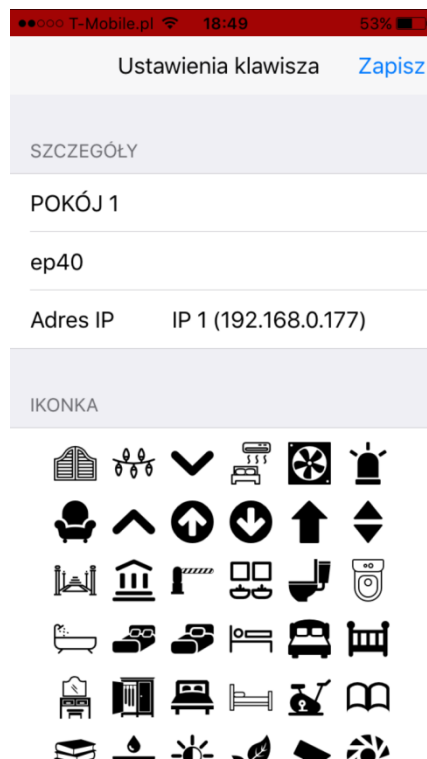 T-Mobile.pl 18:49 53%
Ustawienia klawisza Zapisz
SZCZEGÓŁY
POKÓJ 1
ep40
Adres IP IP 1 (192.168.0.177)
IKONKA